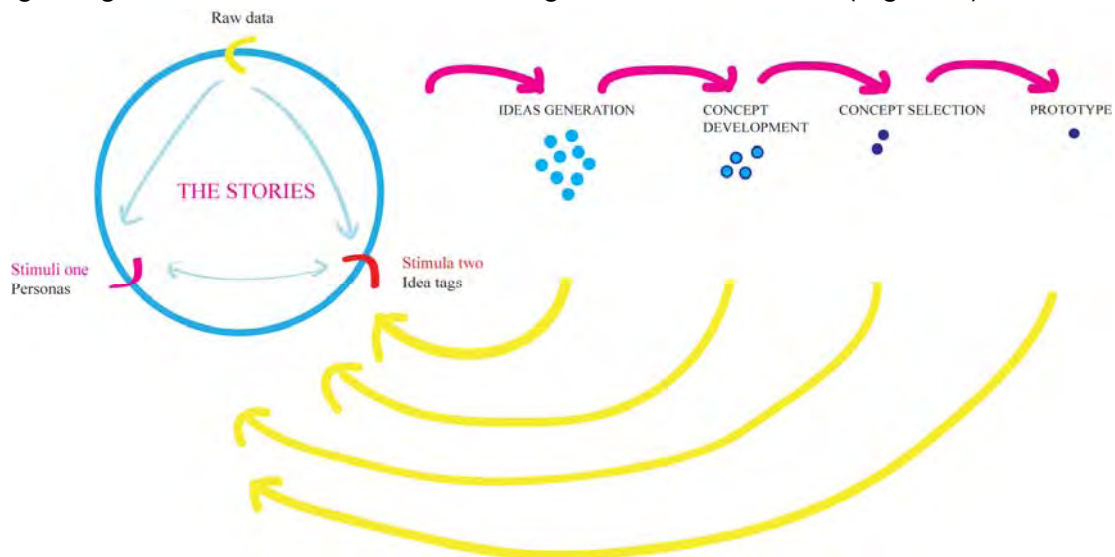 Raw data
IDEAS GENERATION
CONCEPT
DEVELOPMENT
CONCEPT SELECTION
PROTOTYPE
THE STORIES
Stimuli one
Personas
Stimula two
Idea tags